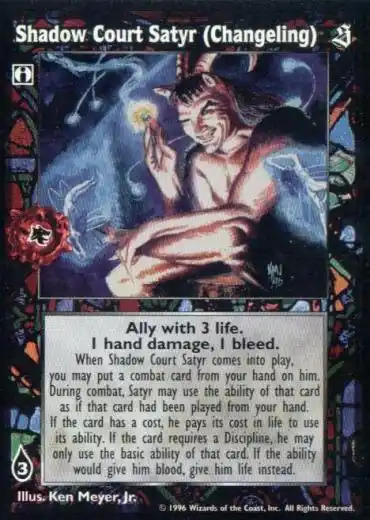 Shadow Court Satyr (Changeling)
KMJ
Ally with 3 life.
1 hand damage, 1 bleed.
When Shadow Court Satyr comes into play,
you may put a combat card from your hand on him.
During combat, Satyr may use the ability of that card
as if that card had been played from your hand.
If the card has a cost, he pays its cost in life to use
its ability. If the card requires a Discipline, he may
only use the basic ability of that card. If the ability
would give him blood, give him life instead.
3
Illus. Ken Meyer, Jr.
© 1996 Wizards of the Coast, Inc. All Rights Reserved.